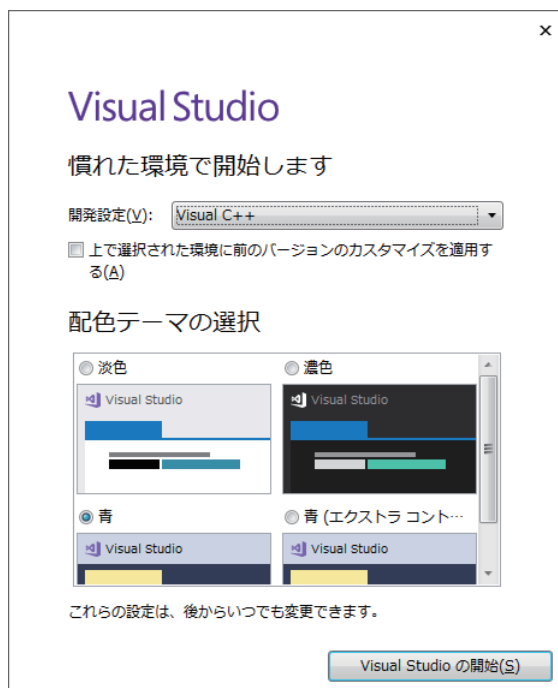 Visual Studio
慣れた環境で開始します
開発設定(V): Visual C++
上で選択された環境に前のバージョンのカスタマイズを適用す
る(A)
配色テーマの選択
淡色 濃色
Visual Studio Visual Studio
青 青 (エクストラ コント…
Visual Studio Visual Studio
これらの設定は、後からいつでも変更できます。
Visual Studio の開始(S)